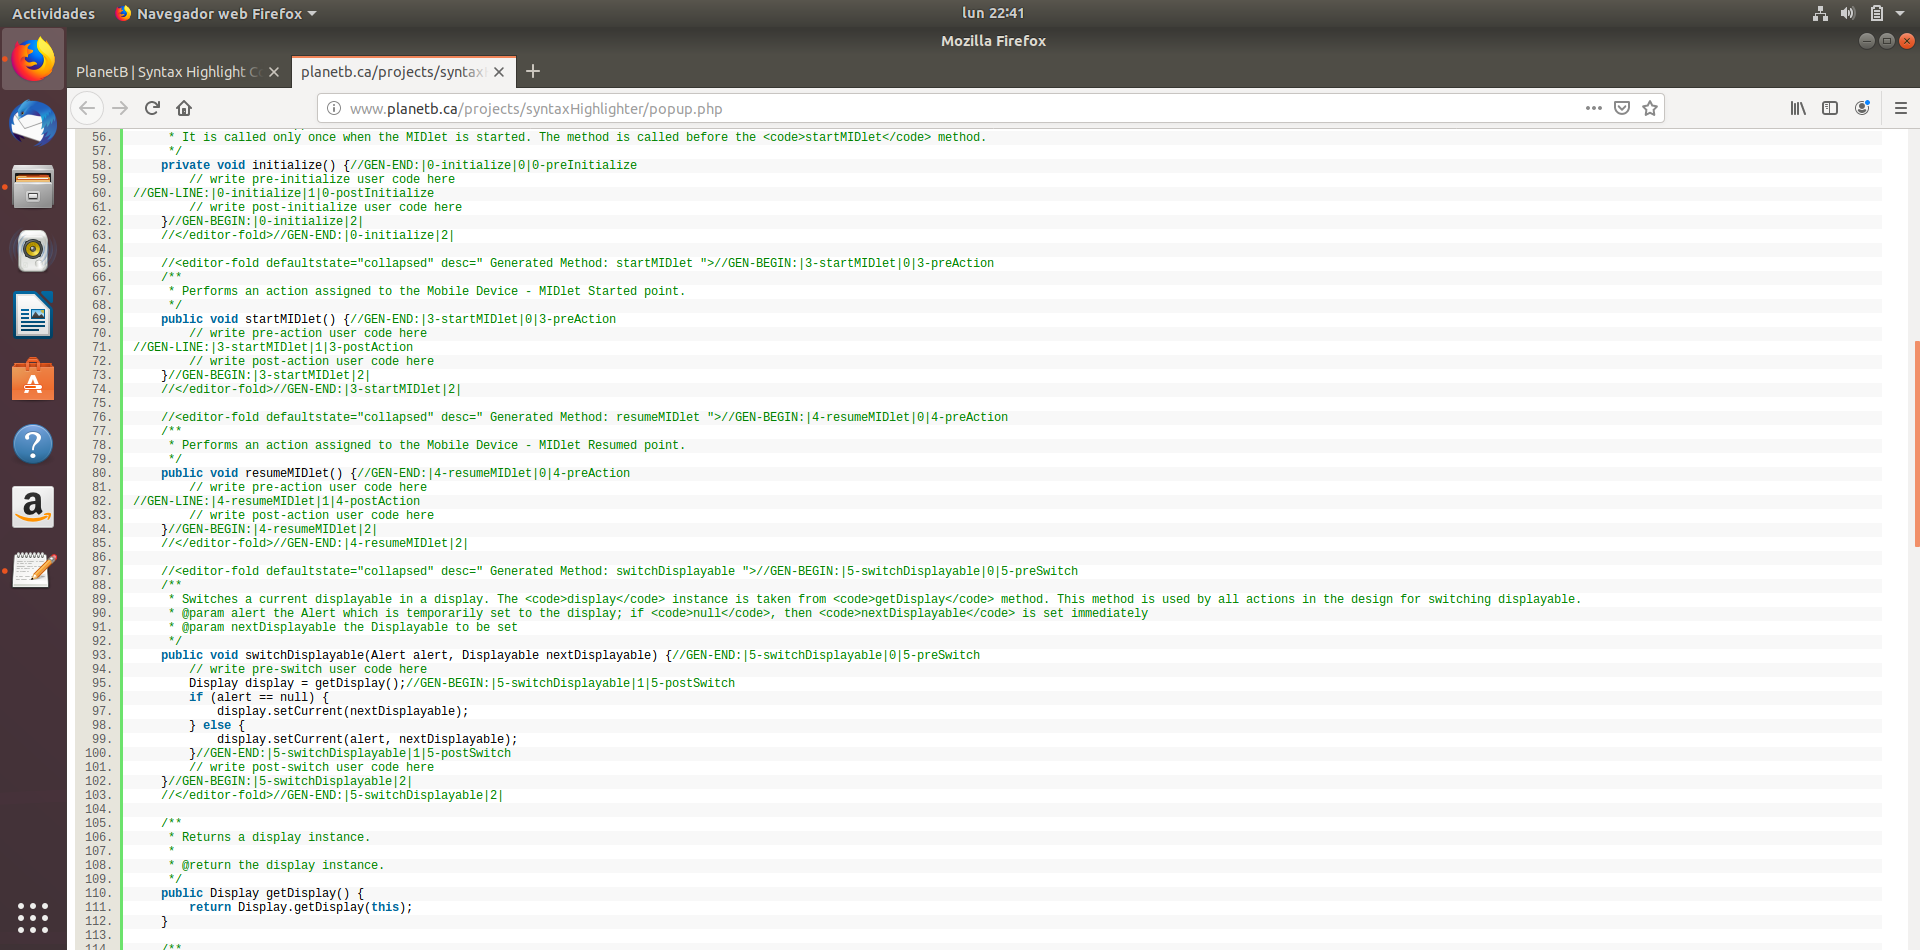 Actividades
Navegador web Firefox
lun 22:41
Mozilla Firefox
PlanetB | Syntax Highlight C
planetb.ca/projects/syntax
www.planetb.ca/projects/syntaxHighlighter/popup.php
56. * It is called only once when the MIDlet is started. The method is called before the <code>startMIDlet</code> method.
57. */
58. private void initialize() {//GEN-END:|0-initialize|0|0-preInitialize
59. // write pre-initialize user code here
60. //GEN-LINE:|0-initialize|1|0-postInitialize
61. // write post-initialize user code here
62. }//GEN-BEGIN:|0-initialize|2|
63. //</editor-fold>//GEN-END:|0-initialize|2|
64.
65. //<editor-fold defaultstate="collapsed" desc=" Generated Method: startMIDlet ">//GEN-BEGIN:|3-startMIDlet|0|3-preAction
66. /**
67. * Performs an action assigned to the Mobile Device - MIDlet Started point.
68. */
69. public void startMIDlet() {//GEN-END:|3-startMIDlet|0|3-preAction
70. // write pre-action user code here
71. //GEN-LINE:|3-startMIDlet|1|3-postAction
72. // write post-action user code here
73. }//GEN-BEGIN:|3-startMIDlet|2|
74. //</editor-fold>//GEN-END:|3-startMIDlet|2|
75.
76. //<editor-fold defaultstate="collapsed" desc=" Generated Method: resumeMIDlet ">//GEN-BEGIN:|4-resumeMIDlet|0|4-preAction
77. /**
78. * Performs an action assigned to the Mobile Device - MIDlet Resumed point.
79. */
80. public void resumeMIDlet() {//GEN-END:|4-resumeMIDlet|0|4-preAction
81. // write pre-action user code here
82. //GEN-LINE:|4-resumeMIDlet|1|4-postAction
83. // write post-action user code here
84. }//GEN-BEGIN:|4-resumeMIDlet|2|
85. //</editor-fold>//GEN-END:|4-resumeMIDlet|2|
86.
87. //<editor-fold defaultstate="collapsed" desc=" Generated Method: switchDisplayable ">//GEN-BEGIN:|5-switchDisplayable|0|5-preSwitch
88. /**
89. * Switches a current displayable in a display. The <code>display</code> instance is taken from <code>getDisplay</code> method. This method is used by all actions in the design for switching displayable.
90. * @param alert the Alert which is temporarily set to the display; if <code>null</code>, then <code>nextDisplayable</code> is set immediately
91. * @param nextDisplayable the Displayable to be set
92. */
93. public void switchDisplayable(Alert alert, Displayable nextDisplayable) {//GEN-END:|5-switchDisplayable|0|5-preSwitch
94. // write pre-switch user code here
95. Display display = getDisplay();//GEN-BEGIN:|5-switchDisplayable|1|5-postSwitch
96. if (alert == null) {
97. display.setCurrent(nextDisplayable);
98. } else {
99. display.setCurrent(alert, nextDisplayable);
100. }//GEN-END:|5-switchDisplayable|1|5-postSwitch
101. // write post-switch user code here
102. }//GEN-BEGIN:|5-switchDisplayable|2|
103. //</editor-fold>//GEN-END:|5-switchDisplayable|2|
104.
105. /**
106. * Returns a display instance.
107. *
108. * @return the display instance.
109. */
110. public Display getDisplay() {
111. return Display.getDisplay(this);
112. }
113.
114. /**